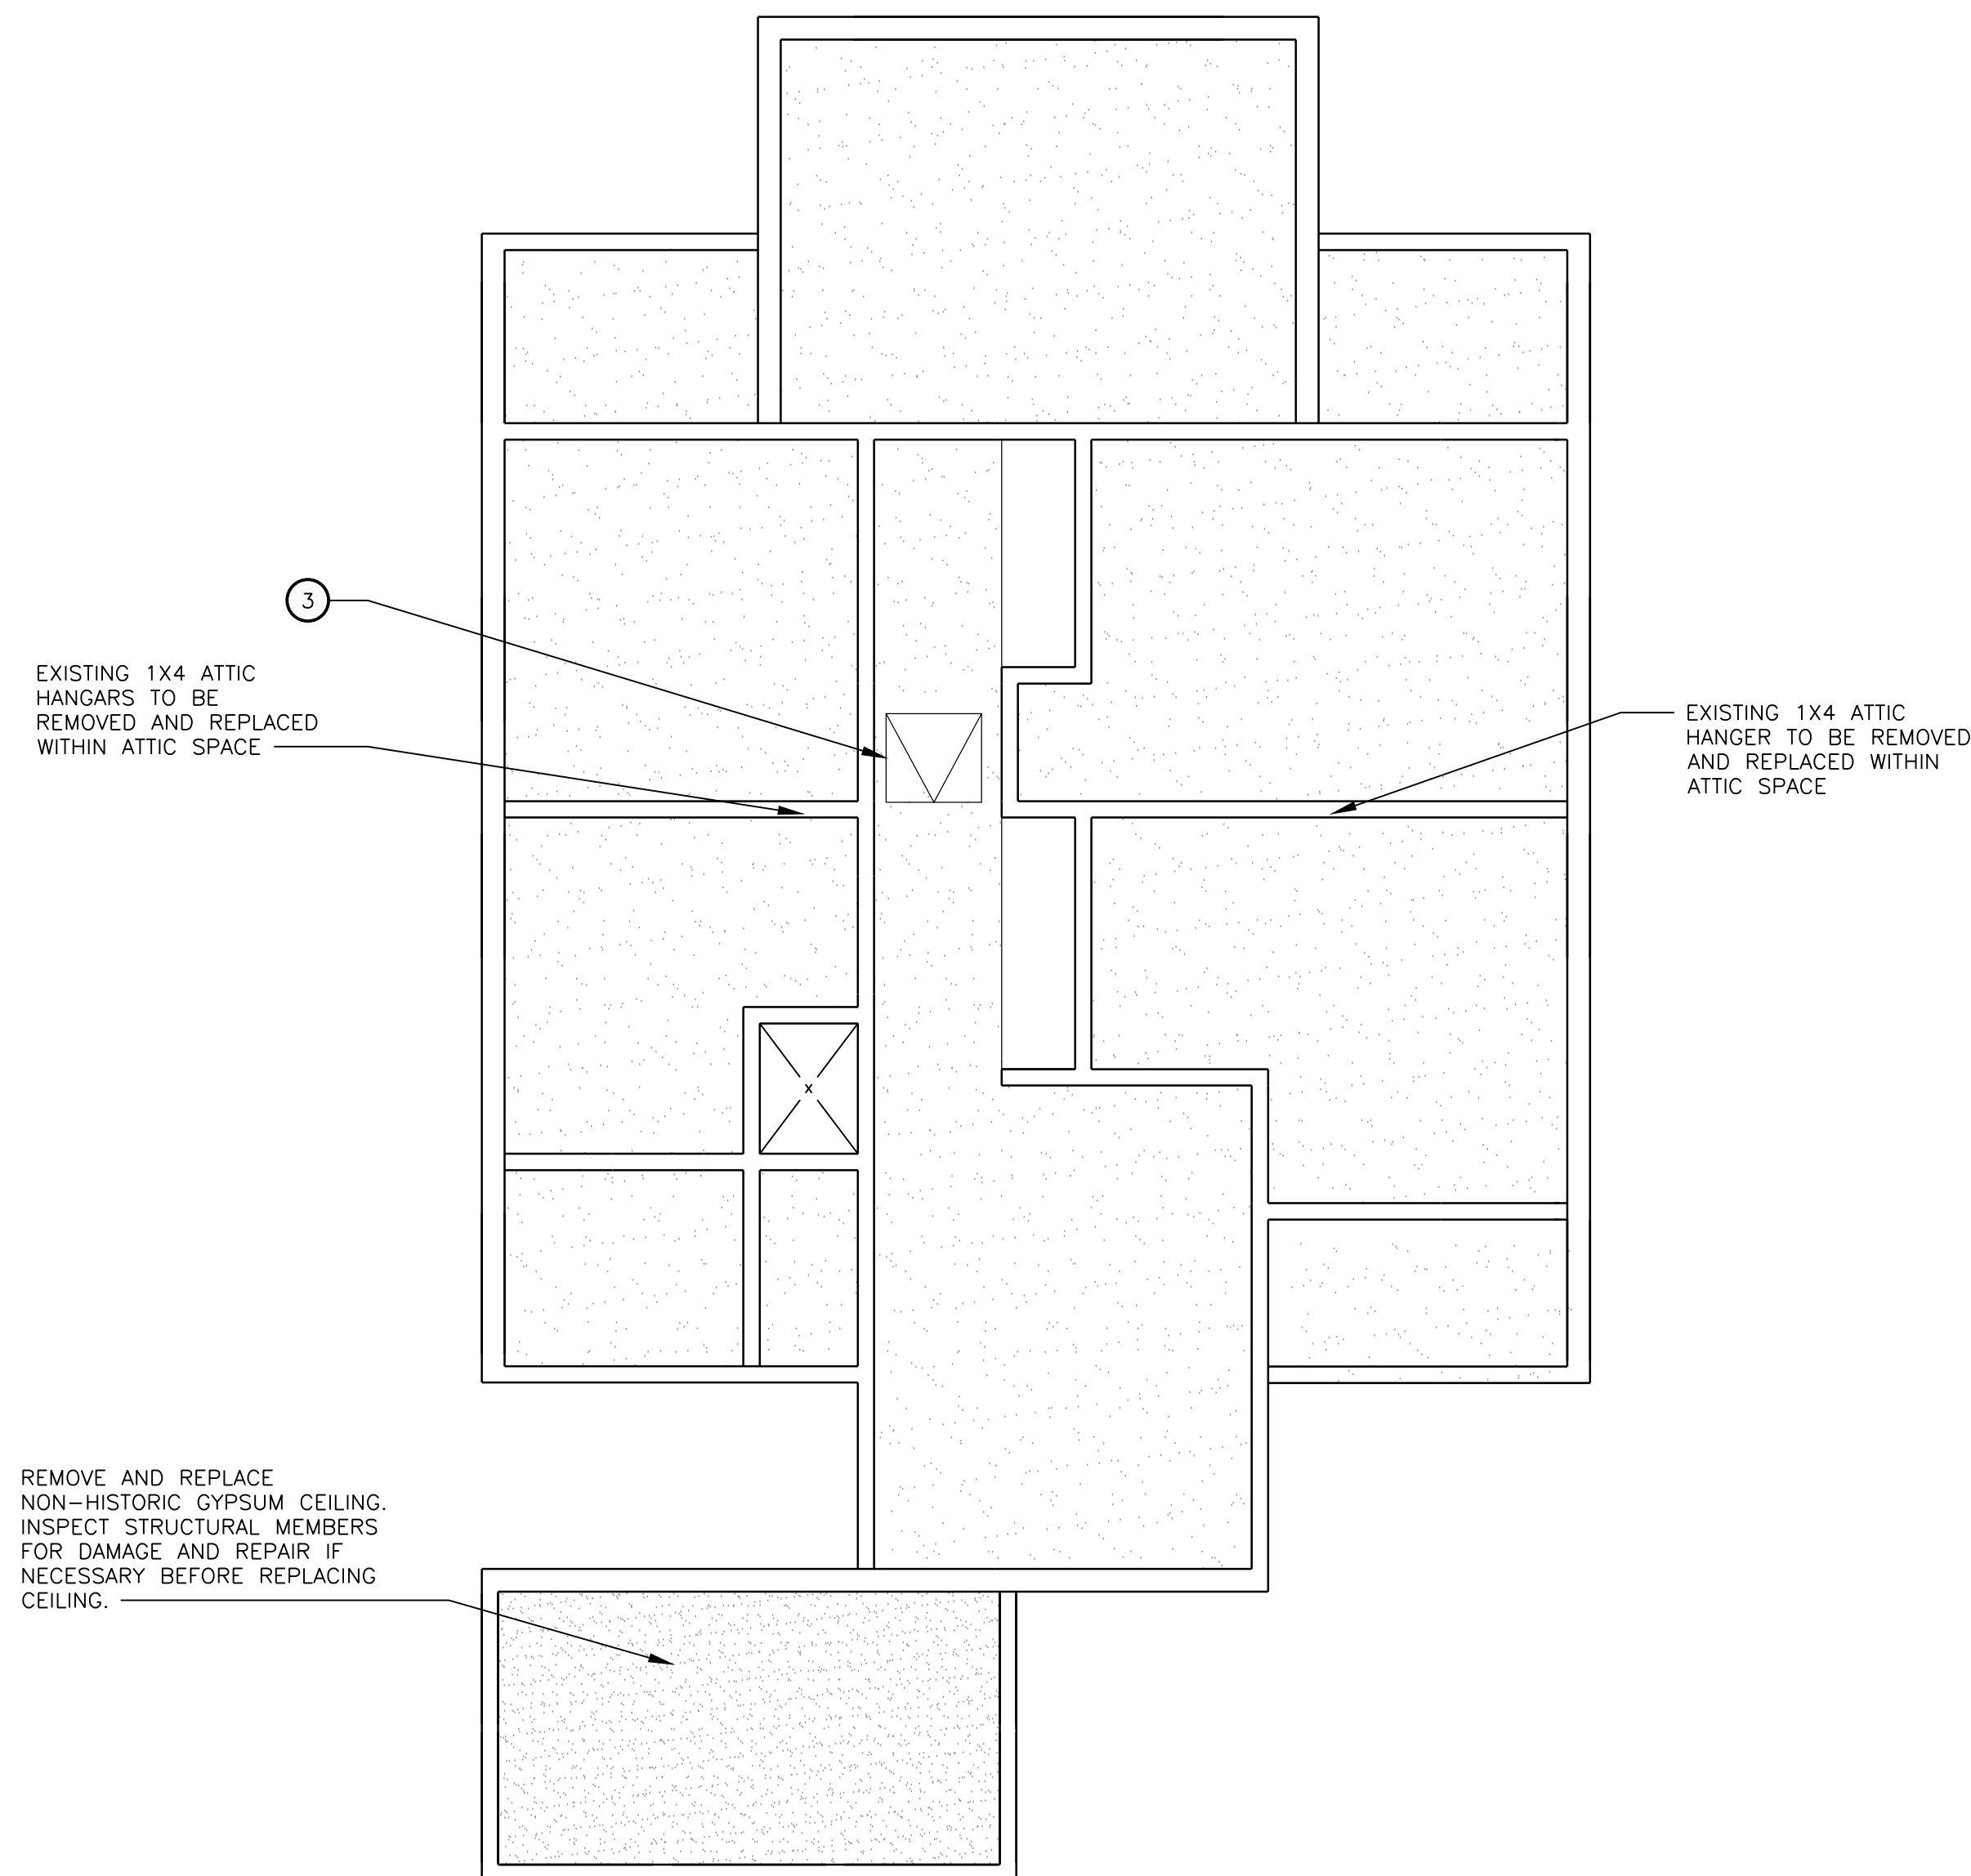 3
EXISTING 1X4 ATTIC
HANGARS TO BE
REMOVED AND REPLACED
WITHIN ATTIC SPACE
EXISTING 1X4 ATTIC
HANGER TO BE REMOVED
AND REPLACED WITHIN
ATTIC SPACE
X
REMOVE AND REPLACE
NON-HISTORIC GYPSUM CEILING.
INSPECT STRUCTURAL MEMBERS
FOR DAMAGE AND REPAIR IF
NECESSARY BEFORE REPLACING
CEILING.